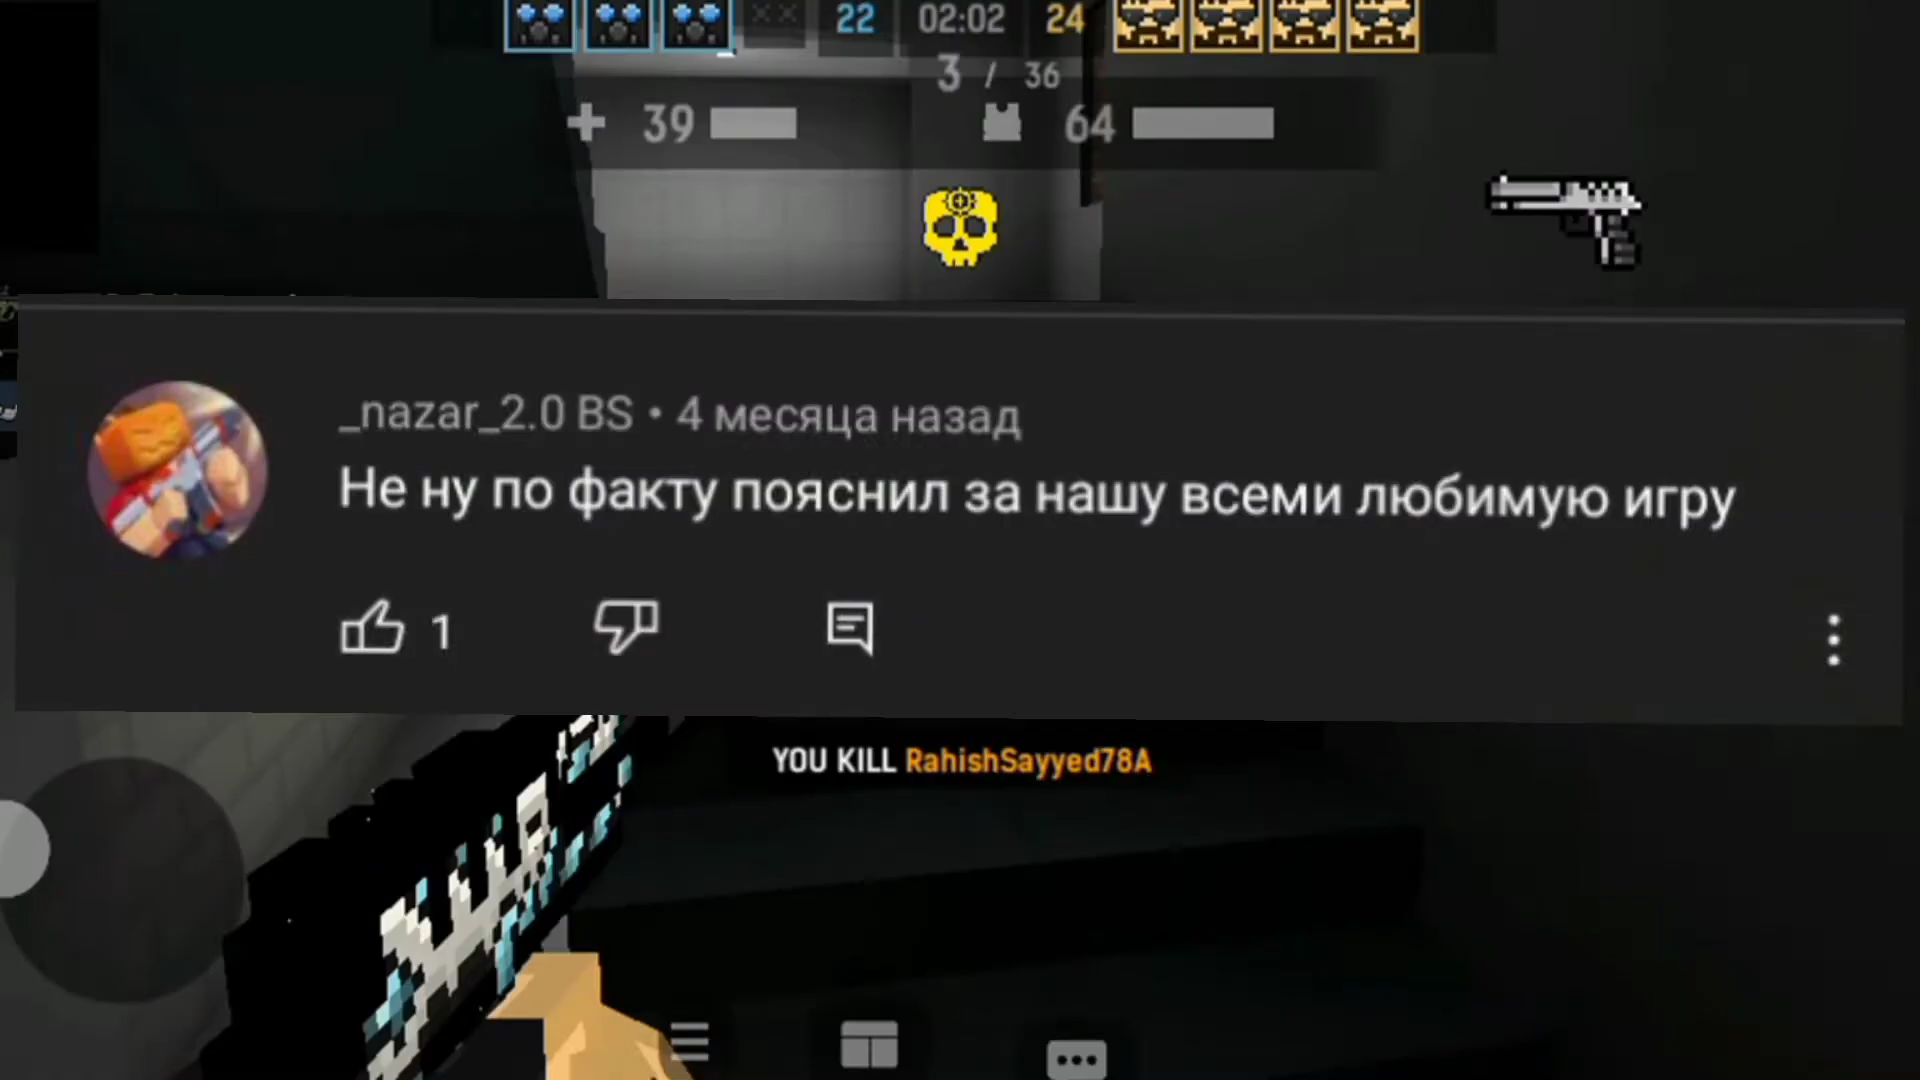 22 02:02 24
3 / 36
39 64
_nazar_2.0 BS • 4 месяца назад
Не ну по факту пояснил за нашу всеми любимую игру
1
YOU KILL RahishSayyed78A